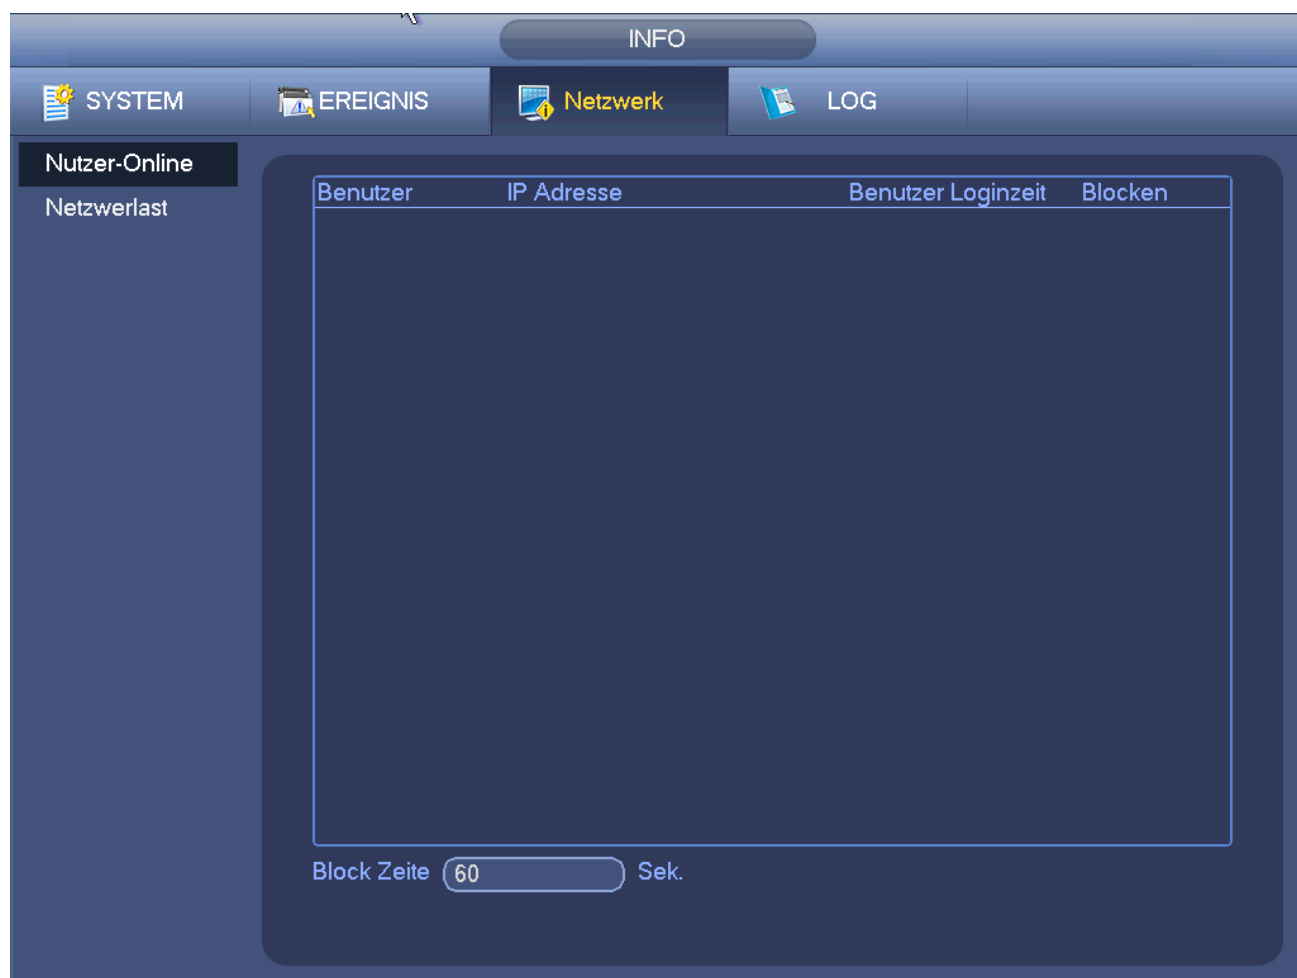 INFO
SYSTEM EREIGNIS Netzwerk LOG
Nutzer-Online
Netzwerlast
Benutzer IP Adresse Benutzer Loginzeit Blocken
Block Zeite 60 Sek.